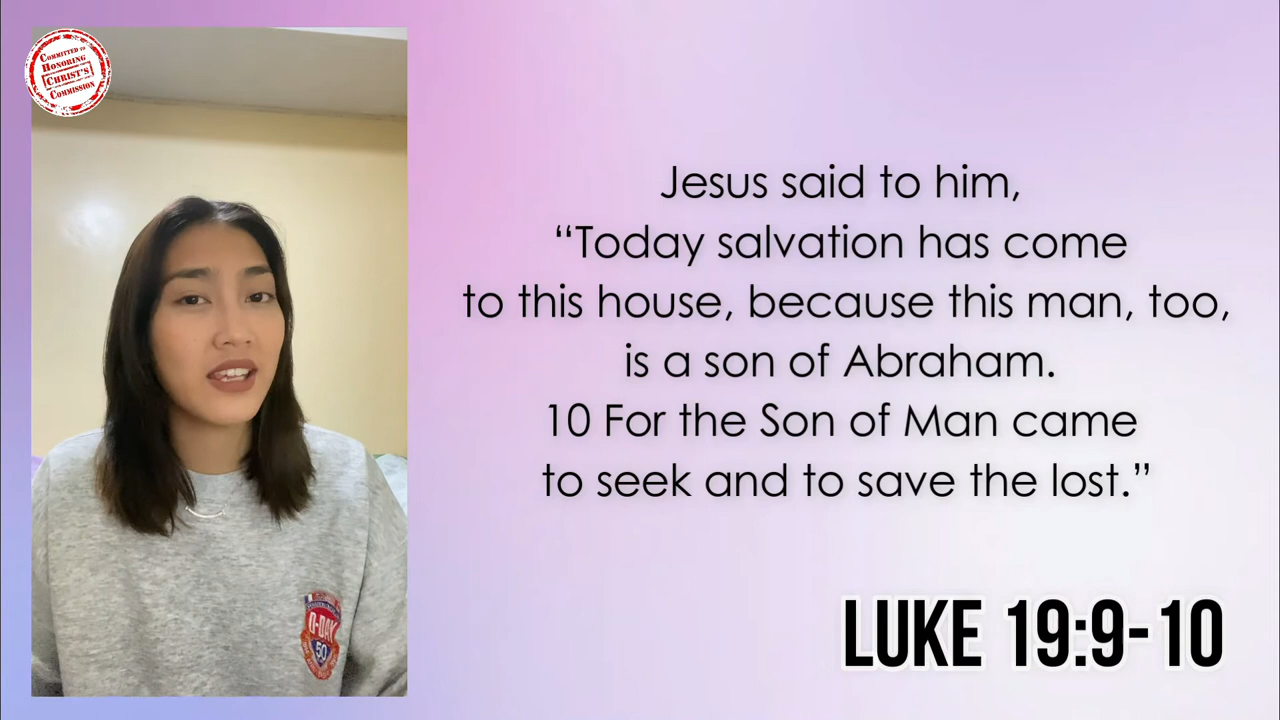 COMMITTED TO
HONORING
CHRIST'S
COMMISSION
Jesus said to him,
“Today salvation has come
to this house, because this man, too,
is a son of Abraham.
10 For the Son of Man came
to seek and to save the lost.”
LUKE 19:9-10
D-DAY
50